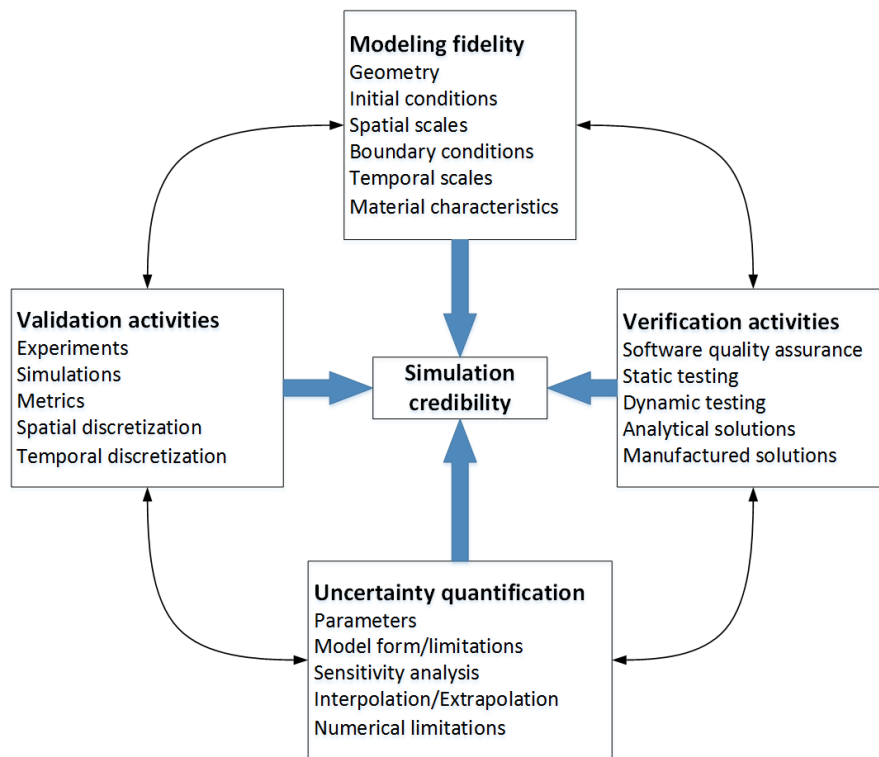 Modeling fidelity
Geometry
Initial conditions
Spatial scales
Boundary conditions
Temporal scales
Material characteristics
Validation activities
Experiments
Simulations
Metrics
Spatial discretization
Temporal discretization
Simulation
credibility
Verification activities
Software quality assurance
Static testing
Dynamic testing
Analytical solutions
Manufactured solutions
Uncertainty quantification
Parameters
Model form/limitations
Sensitivity analysis
Interpolation/Extrapolation
Numerical limitations